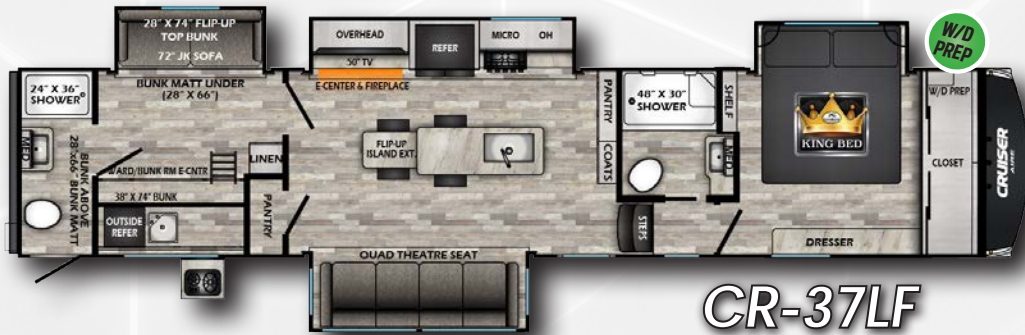 28" X 74" FLIP-UP
TOP BUNK
72" JK SOFA
BUNK MATT UNDER
(28" X 66")
24" X 36"
SHOWER
MED
BUNK ABOVE
28"x66" BUNK MATT
WARD/BUNK RM E-CNTR
LINEN
38" X 74" BUNK
OUTSIDE
REFER
PANTRY
OVERHEAD
50" TV
E-CENTER & FIREPLACE
REFER
MICRO
OH
FLIP-UP
ISLAND EXT.
QUAD THEATRE SEAT
PANTRY
COATS
48" X 30"
SHOWER
SHELF
MED
STEPS
KING BED
DRESSER
W/D
PREP
W/D PREP
CLOSET
CRUISER
AIRE
CR-37LF